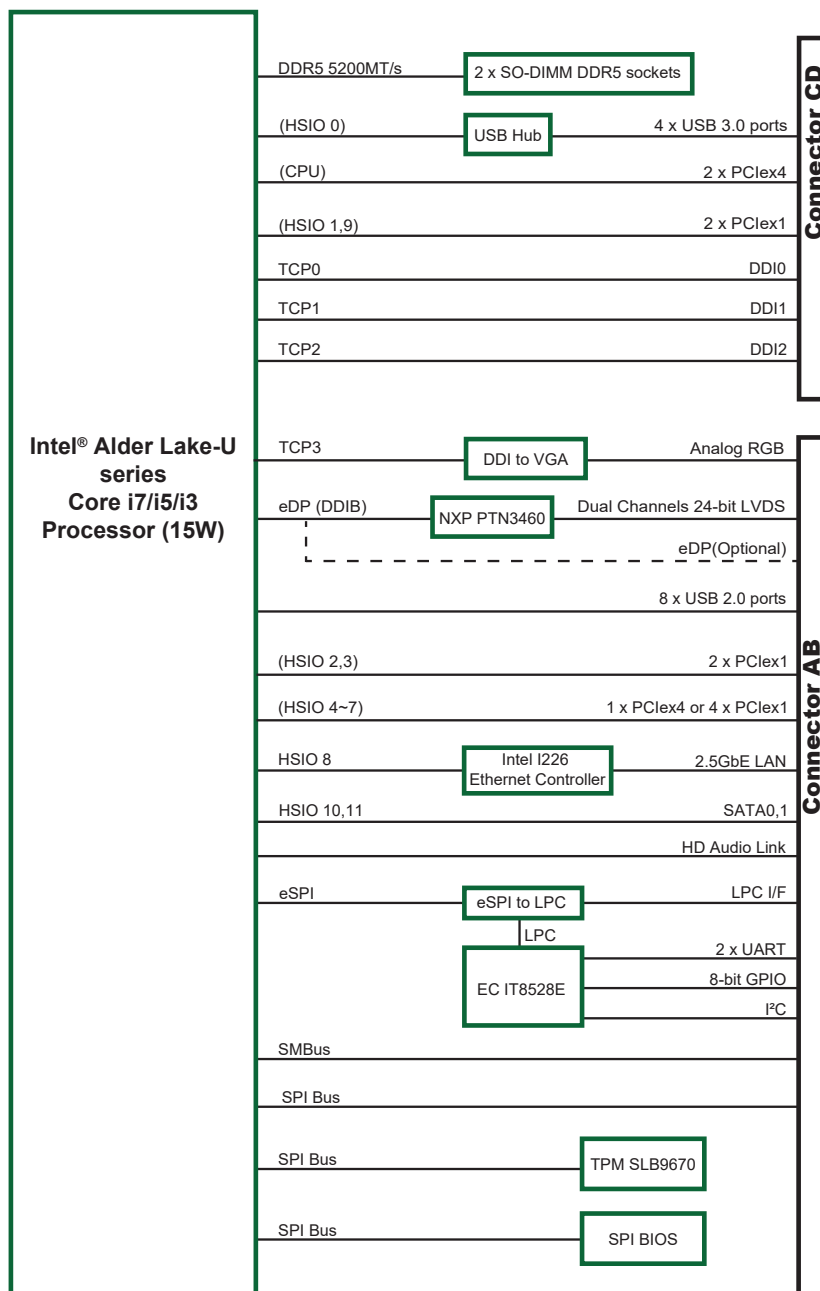 DDR5 5200MT/s
2 x SO-DIMM DDR5 sockets
(HSIO 0)
USB Hub
4 x USB 3.0 ports
(CPU)
2 x PCIex4
(HSIO 1,9)
2 x PCIex1
TCP0
DDI0
TCP1
DDI1
TCP2
DDI2
Connector CD
Intel® Alder Lake-U
series
Core i7/i5/i3
Processor (15W)
TCP3
DDI to VGA
Analog RGB
eDP (DDIB)
NXP PTN3460
Dual Channels 24-bit LVDS
eDP(Optional)
8 x USB 2.0 ports
(HSIO 2,3)
2 x PCIex1
(HSIO 4~7)
1 x PCIex4 or 4 x PCIex1
HSIO 8
Intel I226
Ethernet Controller
2.5GbE LAN
HSIO 10,11
SATA0,1
HD Audio Link
eSPI
eSPI to LPC
LPC I/F
LPC
EC IT8528E
2 x UART
8-bit GPIO
I²C
SMBus
SPI Bus
SPI Bus
TPM SLB9670
SPI Bus
SPI BIOS
Connector AB